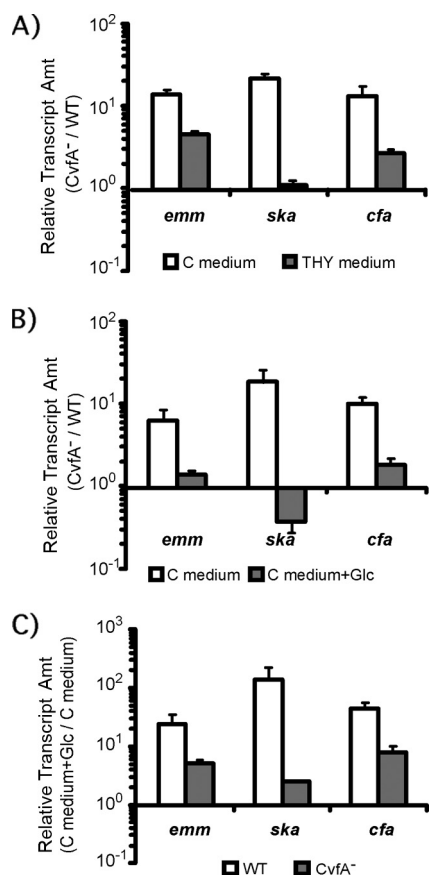 A)
Relative Transcript Amt
(CvfA⁻ / WT)
10²
10¹
10⁰
10⁻¹
emm ska cfa
C medium THY medium
B)
Relative Transcript Amt
(CvfA⁻ / WT)
10²
10¹
10⁰
10⁻¹
emm ska cfa
C medium C medium+Glc
C)
Relative Transcript Amt
(C medium+Glc / C medium)
10³
10²
10¹
10⁰
10⁻¹
emm ska cfa
WT CvfA⁻